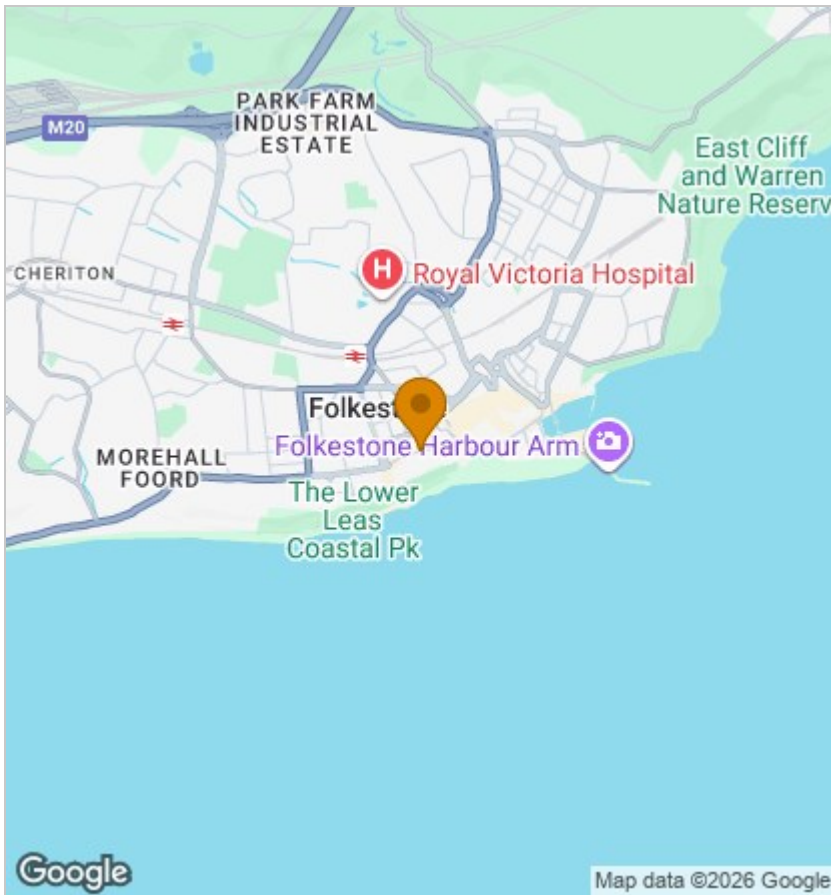 PARK FARM
INDUSTRIAL
ESTATE
M20
East Cliff
and Warren
Nature Reserv
CHERITON
H
Royal Victoria Hospital
Folkest
Folkestone Harbour Arm
MOREHALL
FOORD
The Lower
Leas
Coastal Pk
Google
Map data ©2026 Google